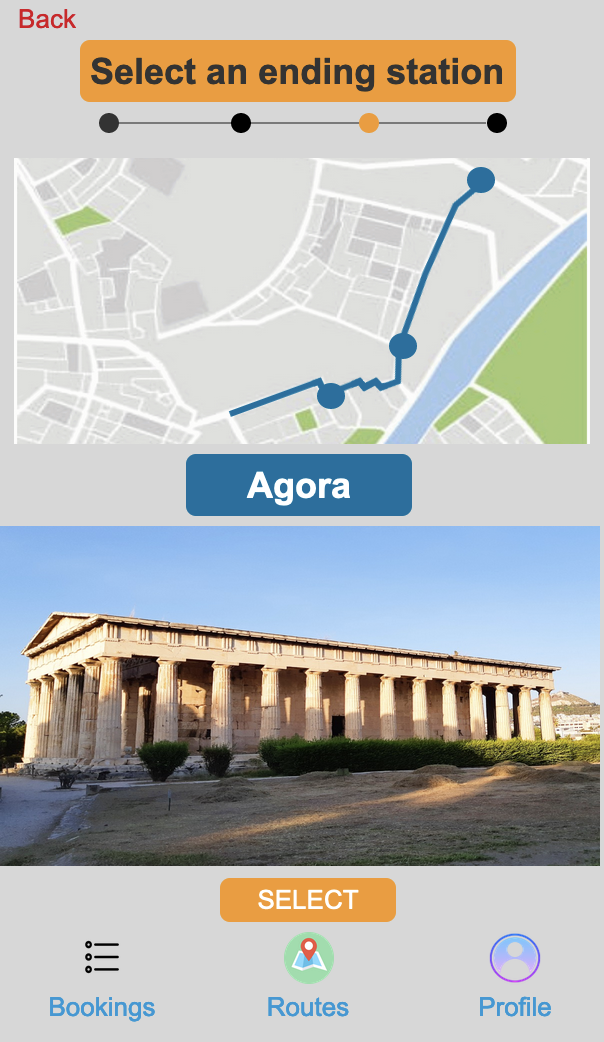 Back
Select an ending station
Agora
SELECT
Bookings
Routes
Profile